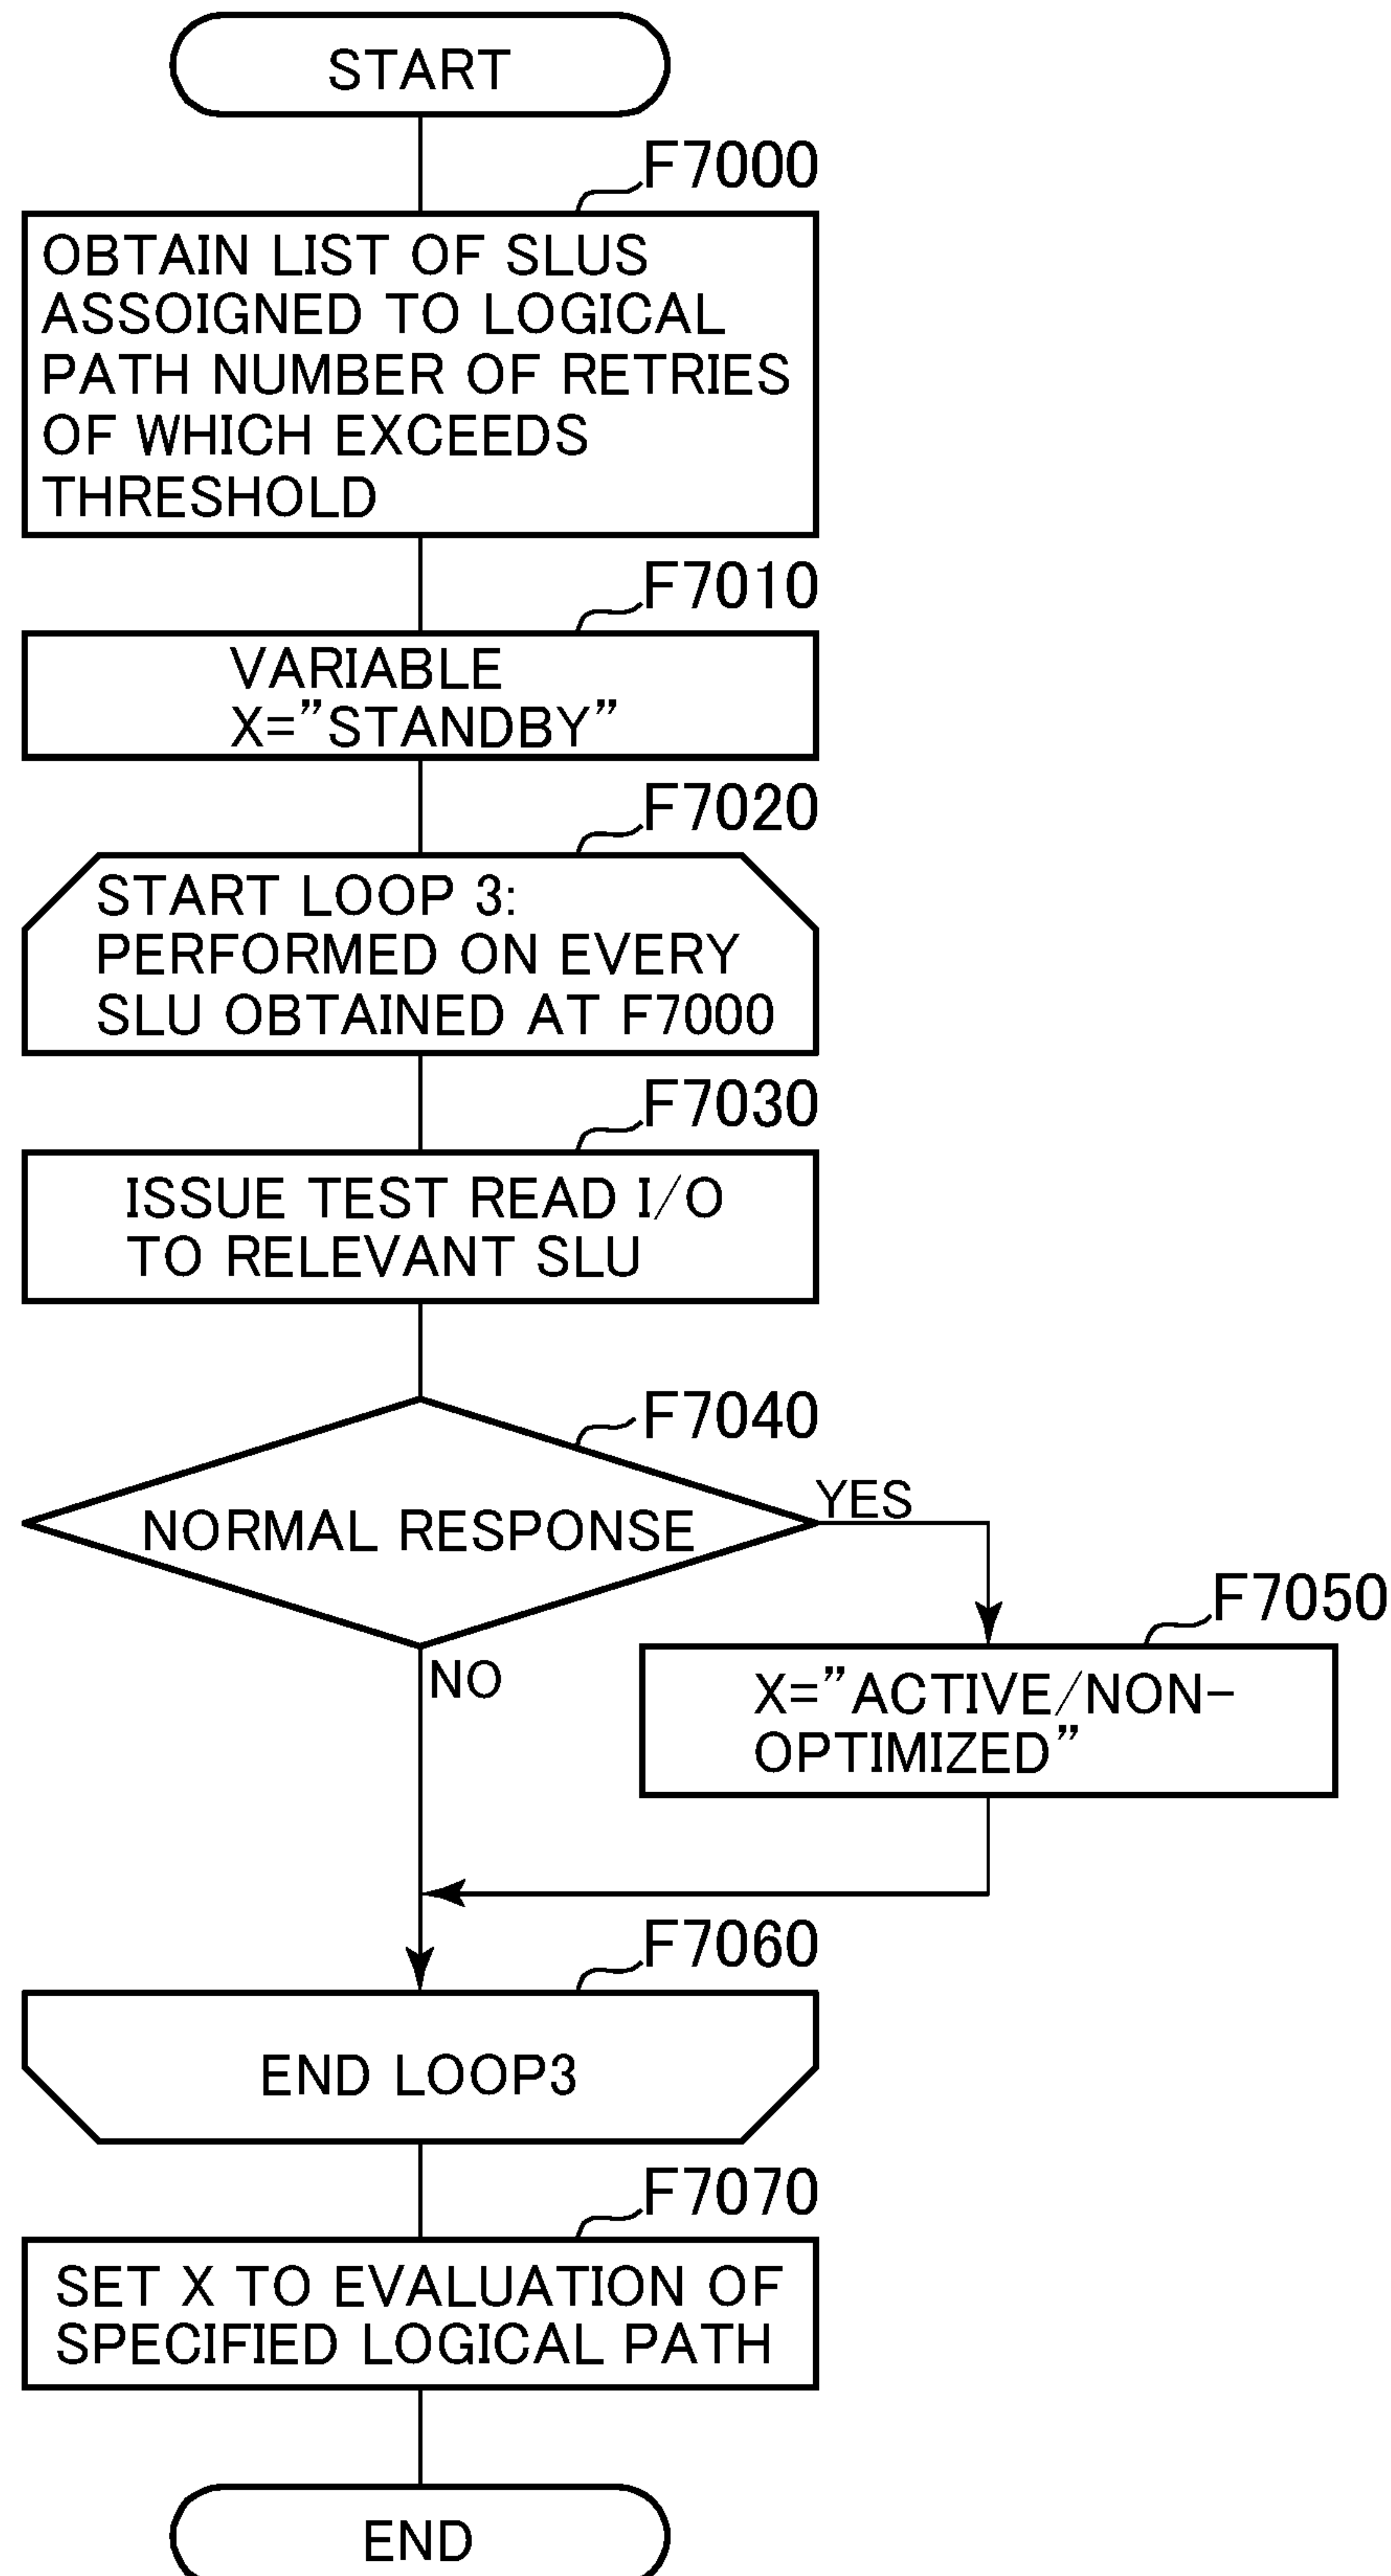 START
F7000
OBTAIN LIST OF SLUS
ASSOIGNED TO LOGICAL
PATH NUMBER OF RETRIES
OF WHICH EXCEEDS
THRESHOLD
F7010
VARIABLE
X="STANDBY"
F7020
START LOOP 3:
PERFORMED ON EVERY
SLU OBTAINED AT F7000
F7030
ISSUE TEST READ I/O
TO RELEVANT SLU
F7040
NORMAL RESPONSE
YES
F7050
NO
X="ACTIVE/NON-
OPTIMIZED"
F7060
END LOOP3
F7070
SET X TO EVALUATION OF
SPECIFIED LOGICAL PATH
END